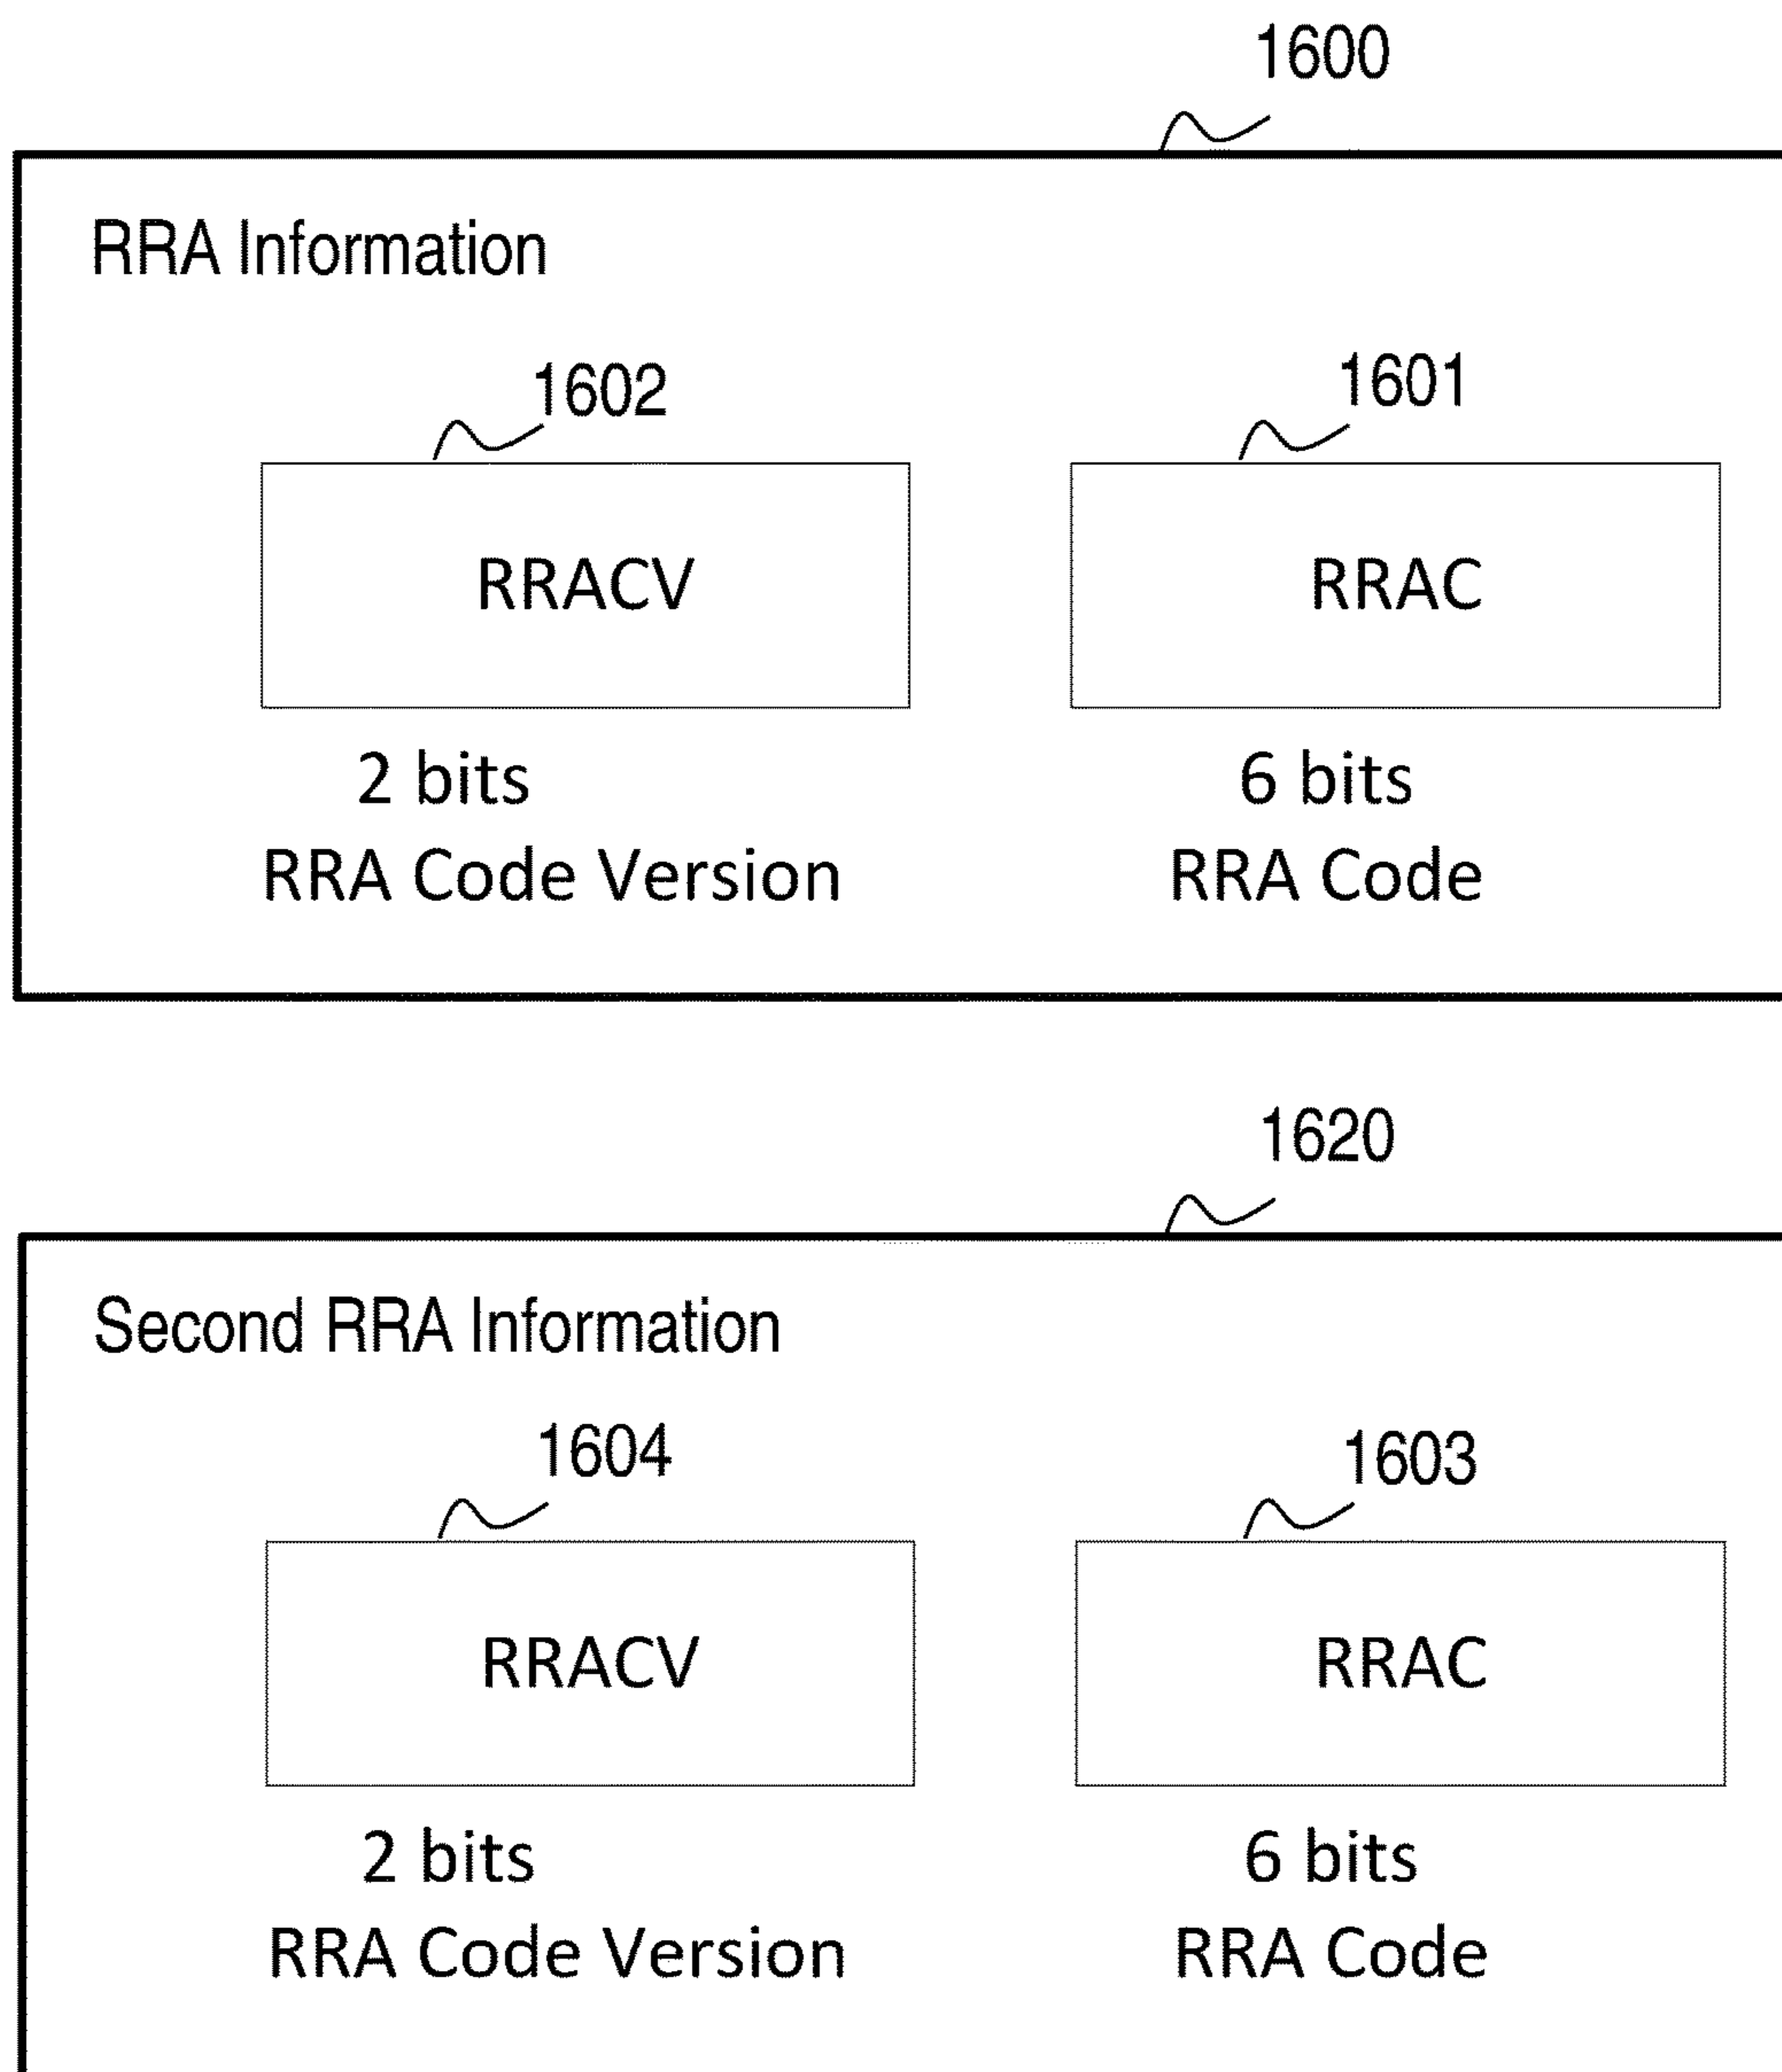 1600
RRA Information
1602 1601
RRACV RRAC
2 bits 6 bits
RRA Code Version RRA Code
1620
Second RRA Information
1604 1603
RRACV RRAC
2 bits 6 bits
RRA Code Version RRA Code